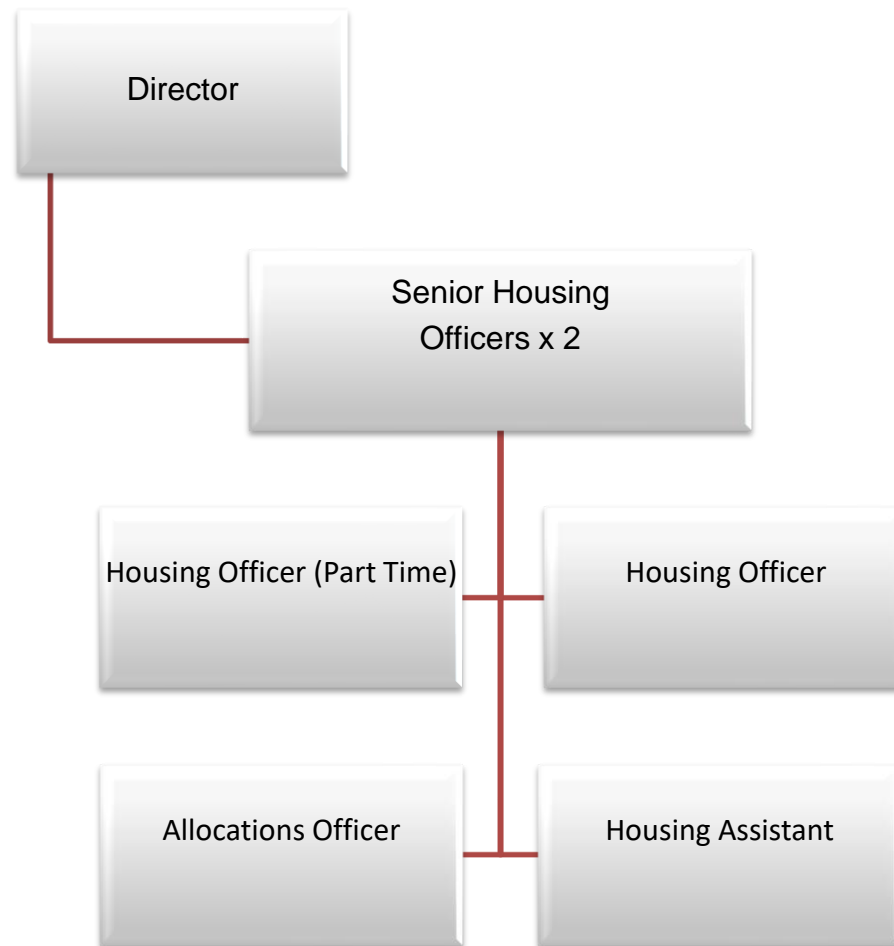 Director
Senior Housing
Officers x 2
Housing Officer (Part Time)
Housing Officer
Allocations Officer
Housing Assistant